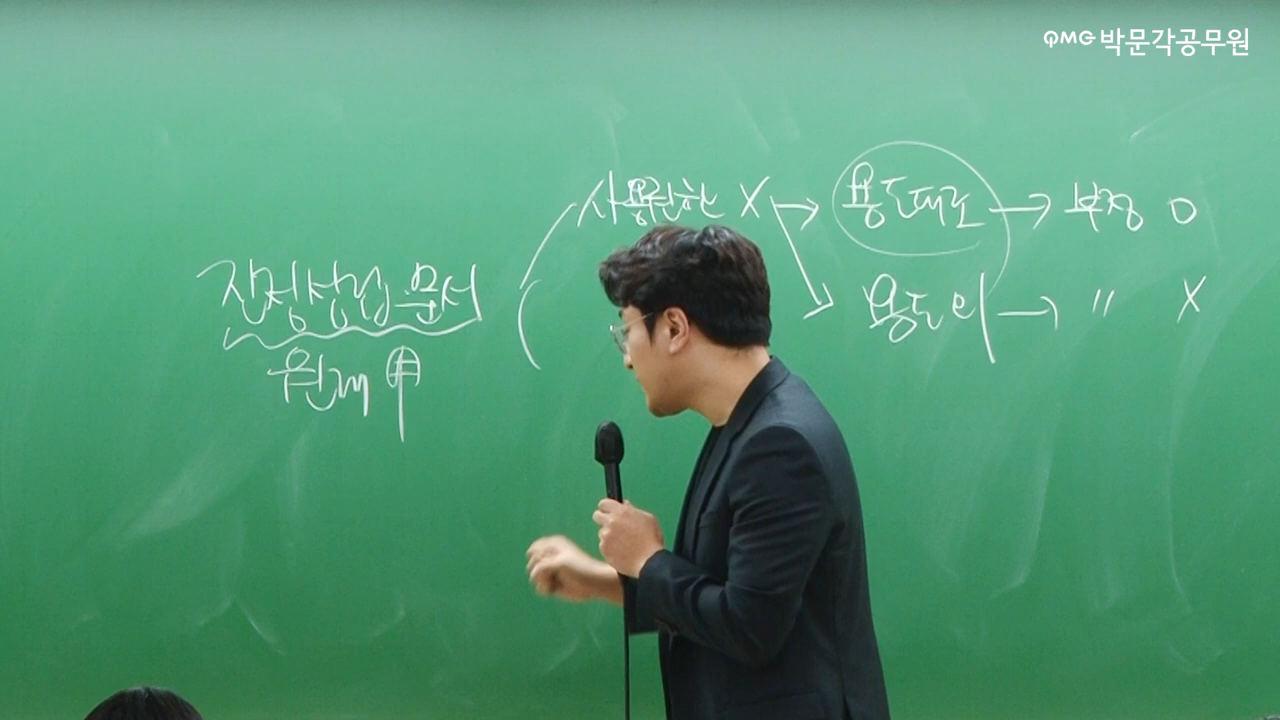 PMG 박문각공무원
사용권한 X → 용도대로 → 부정 O
진정성립 문서
용도 외 → 〃 X
원래 甲